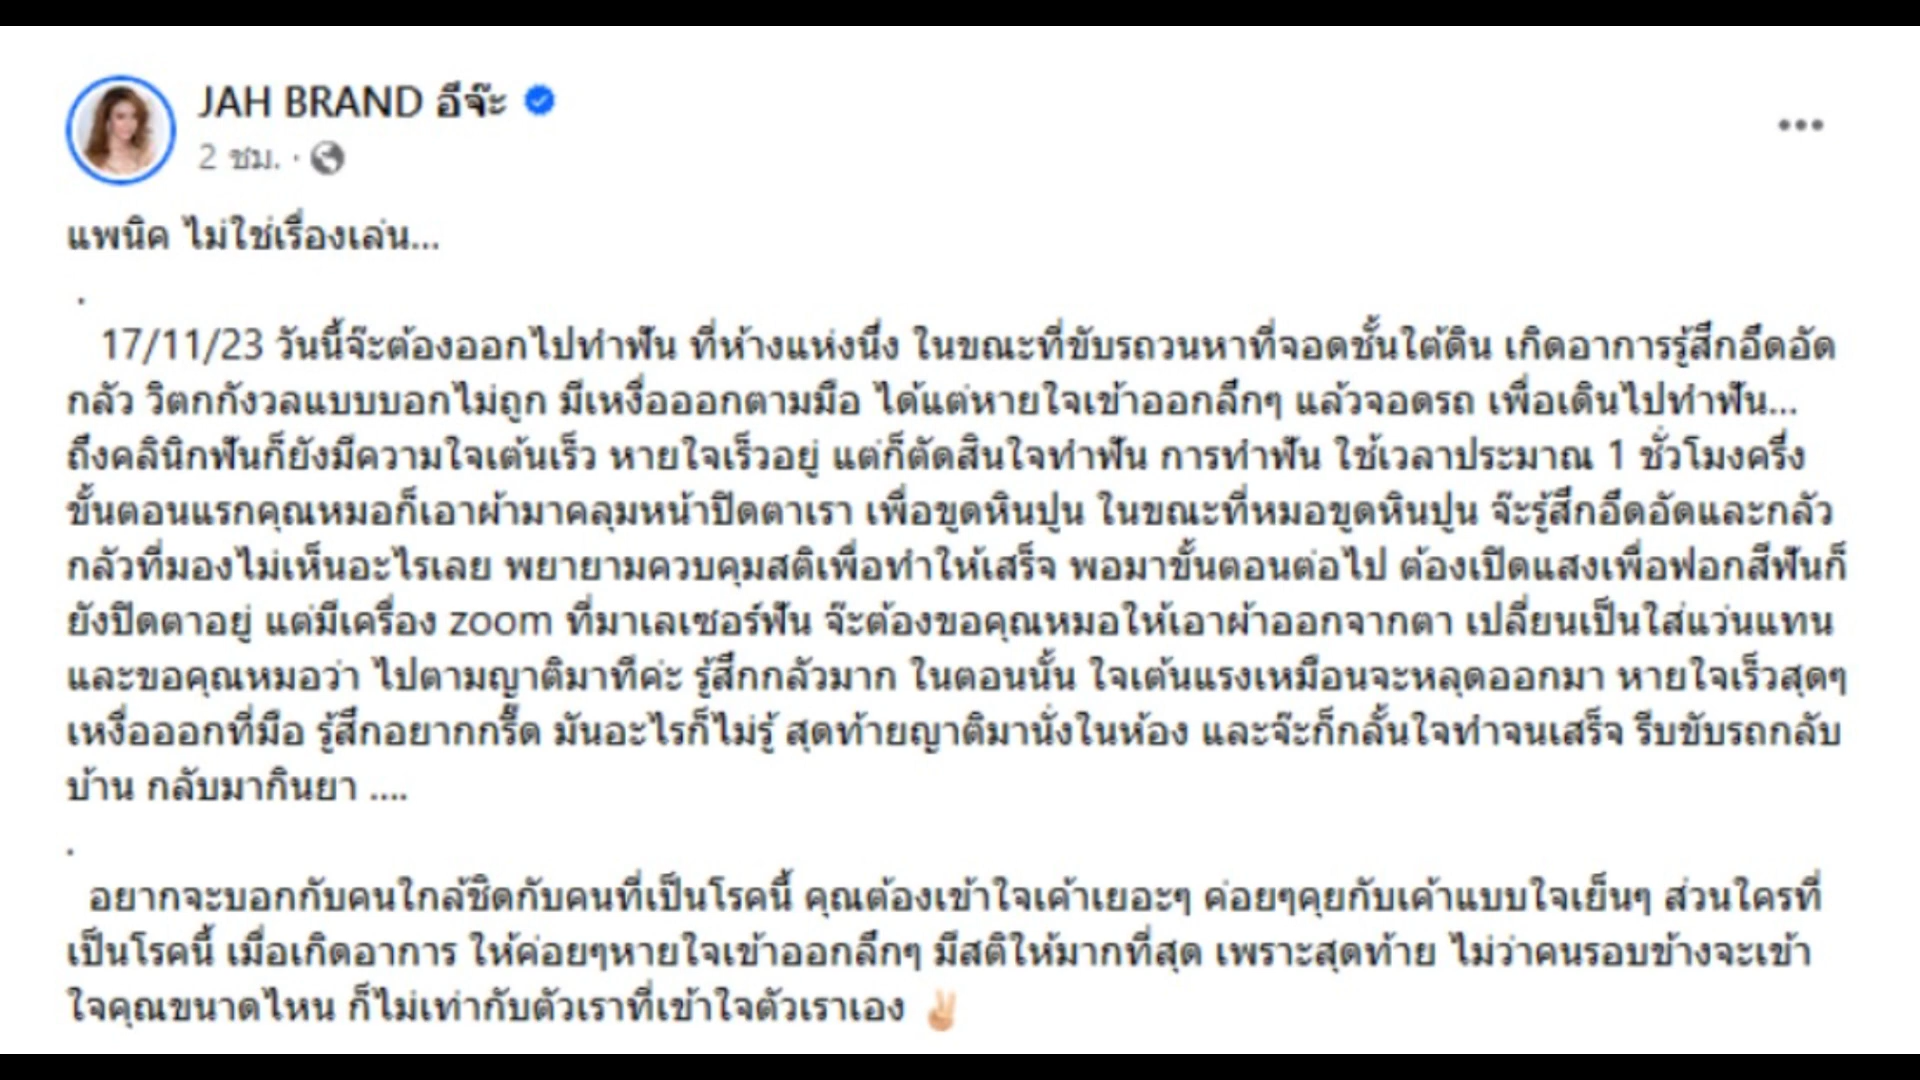 JAH BRAND อีจ๊ะ
2 ชม. ·
แพนิค ไม่ใช่เรื่องเล่น...
.
17/11/23 วันนี้จ๊ะต้องออกไปทำฟัน ที่ห้างแห่งนึ่ง ในขณะที่ขับรถวนหาที่จอดชั้นใต้ดิน เกิดอาการรู้สึกอึดอัด
กลัว วิตกกังวลแบบบอกไม่ถูก มีเหงื่อออกตามมือ ได้แต่หายใจเข้าออกลึกๆ แล้วจอดรถ เพื่อเดินไปทำฟัน...
ถึงคลินิกฟันก็ยังมีความใจเต้นเร็ว หายใจเร็วอยู่ แต่ก็ตัดสินใจทำฟัน การทำฟัน ใช้เวลาประมาณ 1 ชั่วโมงครึ่ง
ขั้นตอนแรกคุณหมอก็เอาผ้ามาคลุมหน้าปิดตาเรา เพื่อขูดหินปูน ในขณะที่หมอขูดหินปูน จ๊ะรู้สึกอึดอัดและกลัว
กลัวที่มองไม่เห็นอะไรเลย พยายามควบคุมสติเพื่อทำให้เสร็จ พอมาขั้นตอนต่อไป ต้องเปิดแสงเพื่อฟอกสีฟันก็
ยังปิดตาอยู่ แต่มีเครื่อง zoom ที่มาเลเซอร์ฟัน จ๊ะต้องขอคุณหมอให้เอาผ้าออกจากตา เปลี่ยนเป็นใส่แว่นแทน
และขอคุณหมอว่า ไปตามญาติมาทีค่ะ รู้สึกกลัวมาก ในตอนนั้น ใจเต้นแรงเหมือนจะหลุดออกมา หายใจเร็วสุดๆ
เหงื่อออกที่มือ รู้สึกอยากกรี๊ด มันอะไรก็ไม่รู้ สุดท้ายญาติมานั่งในห้อง และจ๊ะก็กลั้นใจทำจนเสร็จ รีบขับรถกลับ
บ้าน กลับมากินยา ....
.
อยากจะบอกกับคนใกล้ชิดกับคนที่เป็นโรคนี้ คุณต้องเข้าใจเค้าเยอะๆ ค่อยๆคุยกับเค้าแบบใจเย็นๆ ส่วนใครที่
เป็นโรคนี้ เมื่อเกิดอาการ ให้ค่อยๆหายใจเข้าออกลึกๆ มีสติให้มากที่สุด เพราะสุดท้าย ไม่ว่าคนรอบข้างจะเข้า
ใจคุณขนาดไหน ก็ไม่เท่ากับตัวเราที่เข้าใจตัวเราเอง ✌🏻